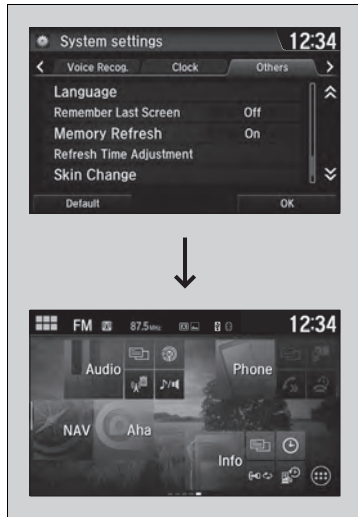 System settings 12:34
Voice Recog. Clock Others
Language
Remember Last Screen Off
Memory Refresh On
Refresh Time Adjustment
Skin Change
Default OK
FM 87.5MHz 12:34
Audio Phone
NAV Aha
Info